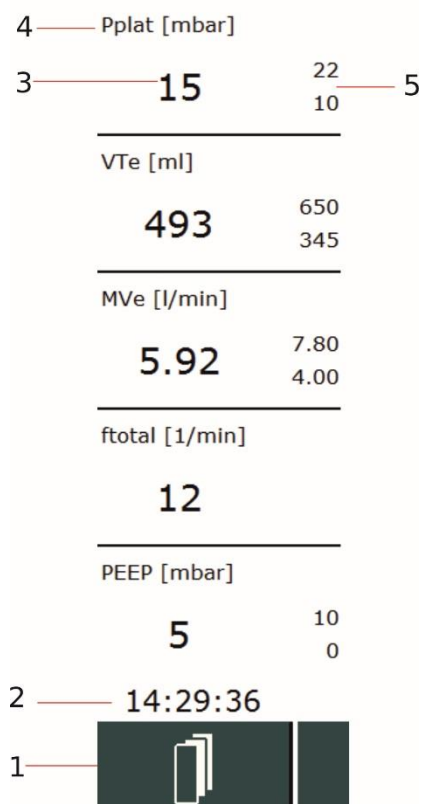 4 Pplat [mbar]
3 15 22 5
10
VTe [ml]
493 650
345
MVe [l/min]
5.92 7.80
4.00
ftotal [1/min]
12
PEEP [mbar]
5 10
0
2 14:29:36
1